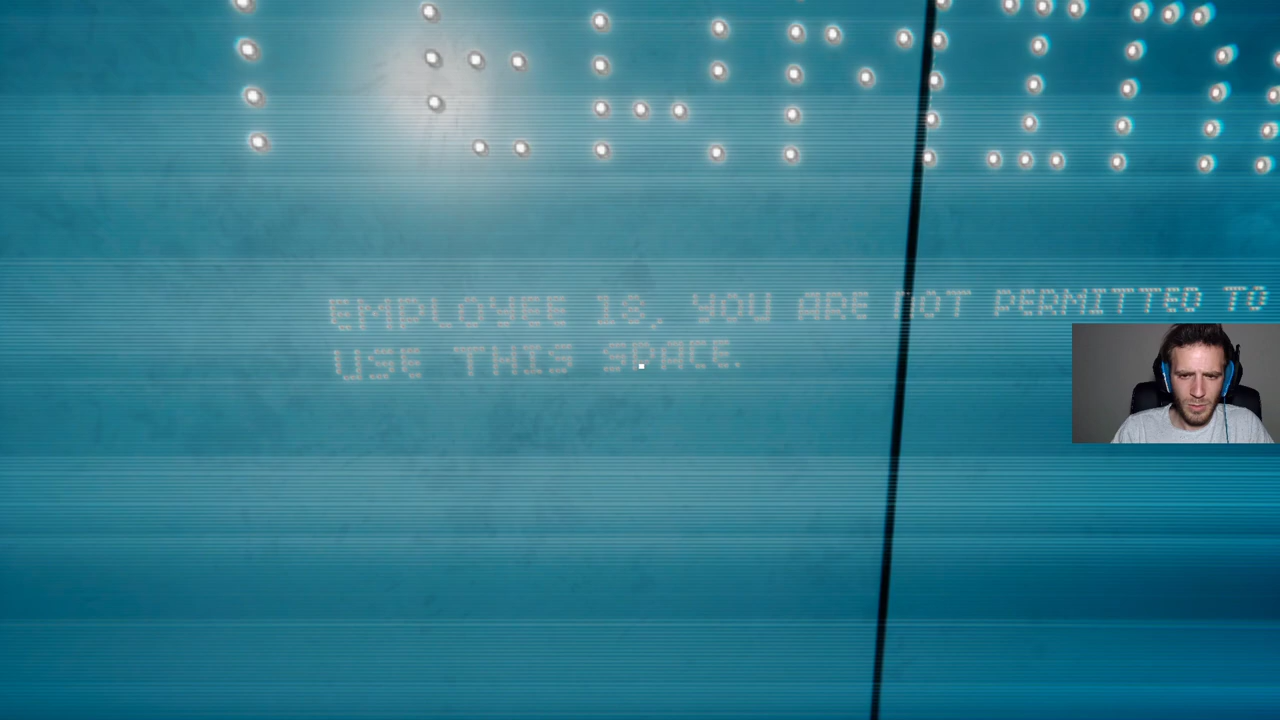 EMPLOYEE 18, YOU ARE NOT PERMITTED TO
USE THIS SPACE.